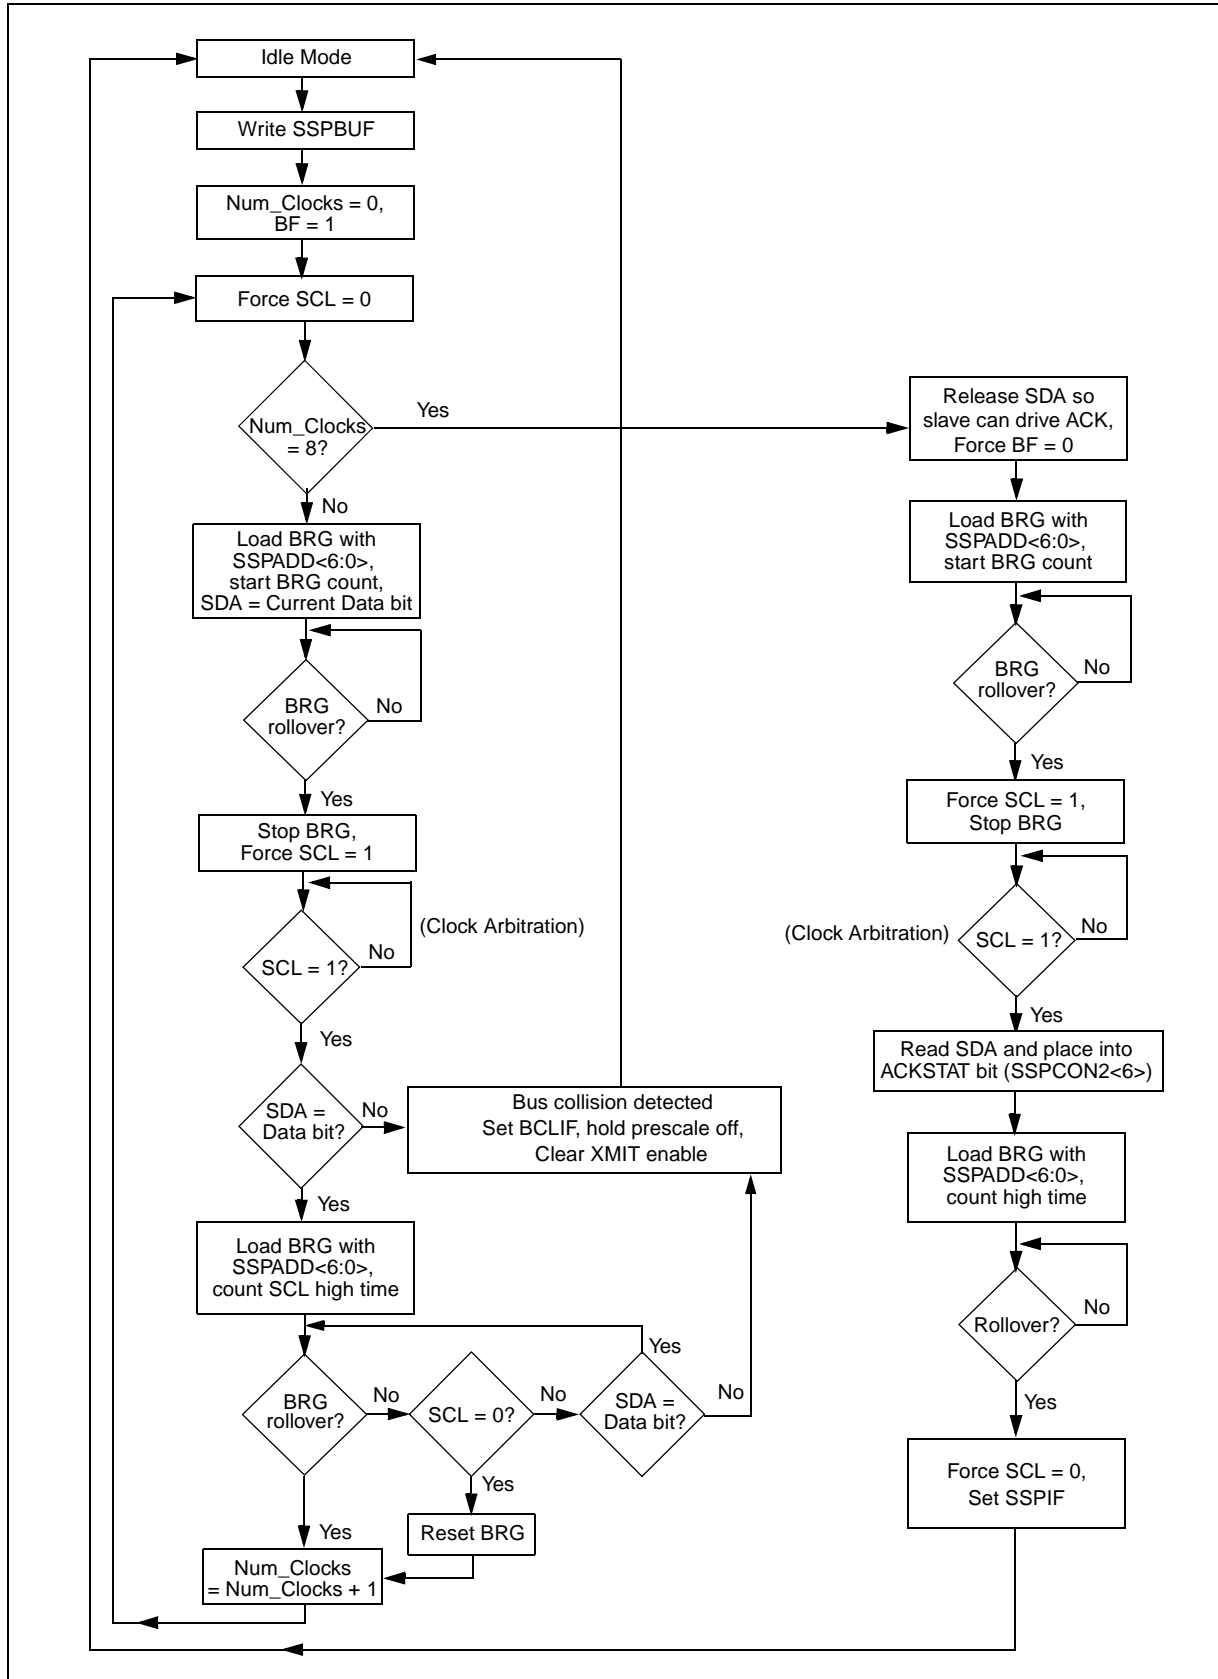 Idle Mode
Write SSPBUF
Num_Clocks = 0,
BF = 1
Force SCL = 0
Num_Clocks
= 8?
Yes
No
Load BRG with
SSPADD<6:0>,
start BRG count,
SDA = Current Data bit
BRG
rollover?
No
Yes
Stop BRG,
Force SCL = 1
SCL = 1?
No
(Clock Arbitration)
Yes
SDA =
Data bit?
No
Bus collision detected
Set BCLIF, hold prescale off,
Clear XMIT enable
Yes
Load BRG with
SSPADD<6:0>,
count SCL high time
BRG
rollover?
No
SCL = 0?
No
SDA =
Data bit?
Yes
No
Yes
Reset BRG
Yes
Num_Clocks
= Num_Clocks + 1
Release SDA so
slave can drive ACK,
Force BF = 0
Load BRG with
SSPADD<6:0>,
start BRG count
BRG
rollover?
No
Yes
Force SCL = 1,
Stop BRG
(Clock Arbitration)
SCL = 1?
No
Yes
Read SDA and place into
ACKSTAT bit (SSPCON2<6>)
Load BRG with
SSPADD<6:0>,
count high time
Rollover?
No
Yes
Force SCL = 0,
Set SSPIF